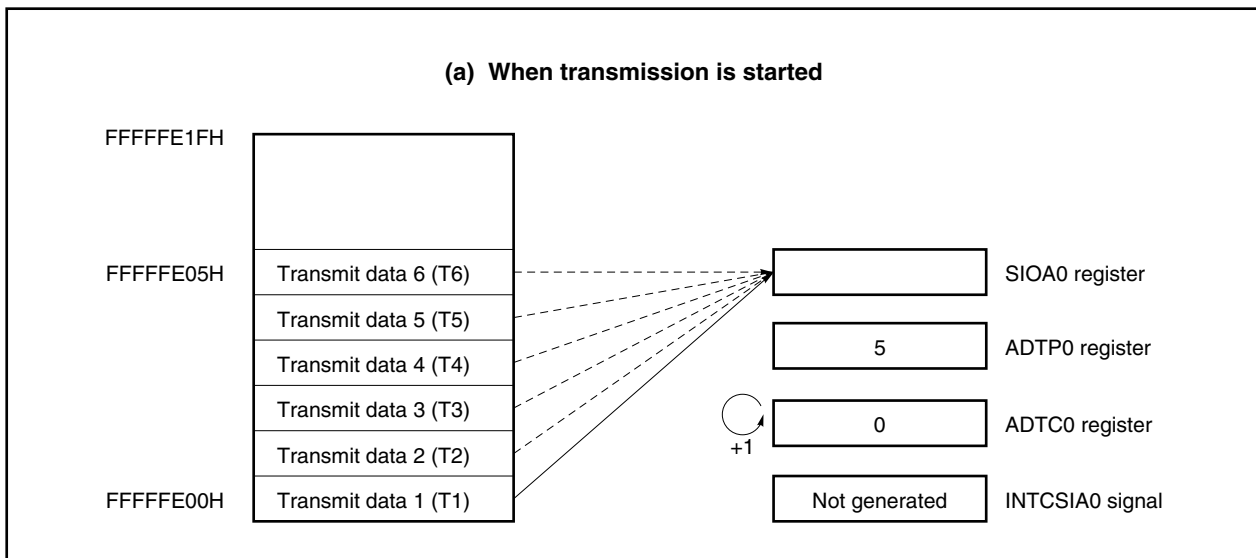 (a) When transmission is started
FFFFFE1FH
FFFFFE05H Transmit data 6 (T6) SIOA0 register
Transmit data 5 (T5)
5 ADTP0 register
Transmit data 4 (T4)
Transmit data 3 (T3)
0 ADTC0 register
+1
Transmit data 2 (T2)
FFFFFE00H Transmit data 1 (T1) Not generated INTCSIA0 signal